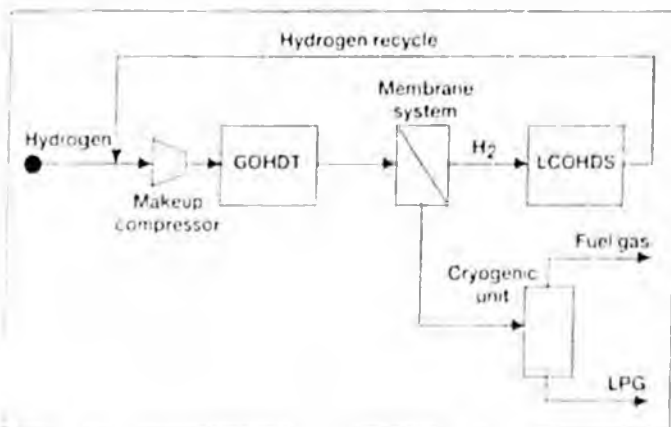 Hydrogen recycle
Membrane
system
Hydrogen
GOHDT
H2
LCOHDS
Makeup
compressor
Fuel gas
Cryogenic
unit
LPG